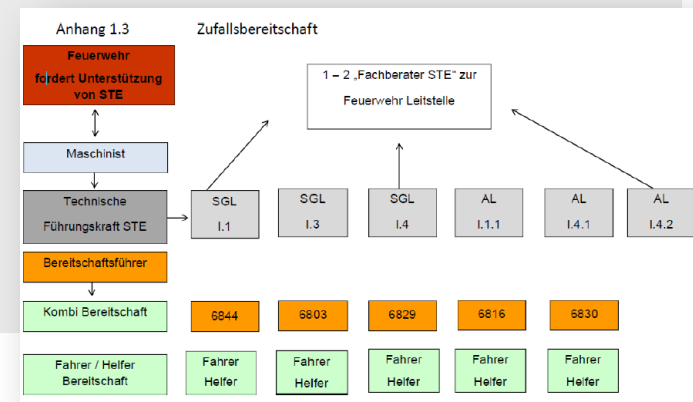 Anhang 1.3
Zufallsbereitschaft
Feuerwehr
fordert Unterstützung
von STE
1 – 2 „Fachberater STE" zur
Feuerwehr Leitstelle
Maschinist
Technische
Führungskraft STE
SGL
I.1
SGL
I.3
SGL
I.4
AL
I.1.1
AL
I.4.1
AL
I.4.2
Bereitschaftsführer
Kombi Bereitschaft
6844
6803
6829
6816
6830
Fahrer / Helfer
Bereitschaft
Fahrer
Helfer
Fahrer
Helfer
Fahrer
Helfer
Fahrer
Helfer
Fahrer
Helfer